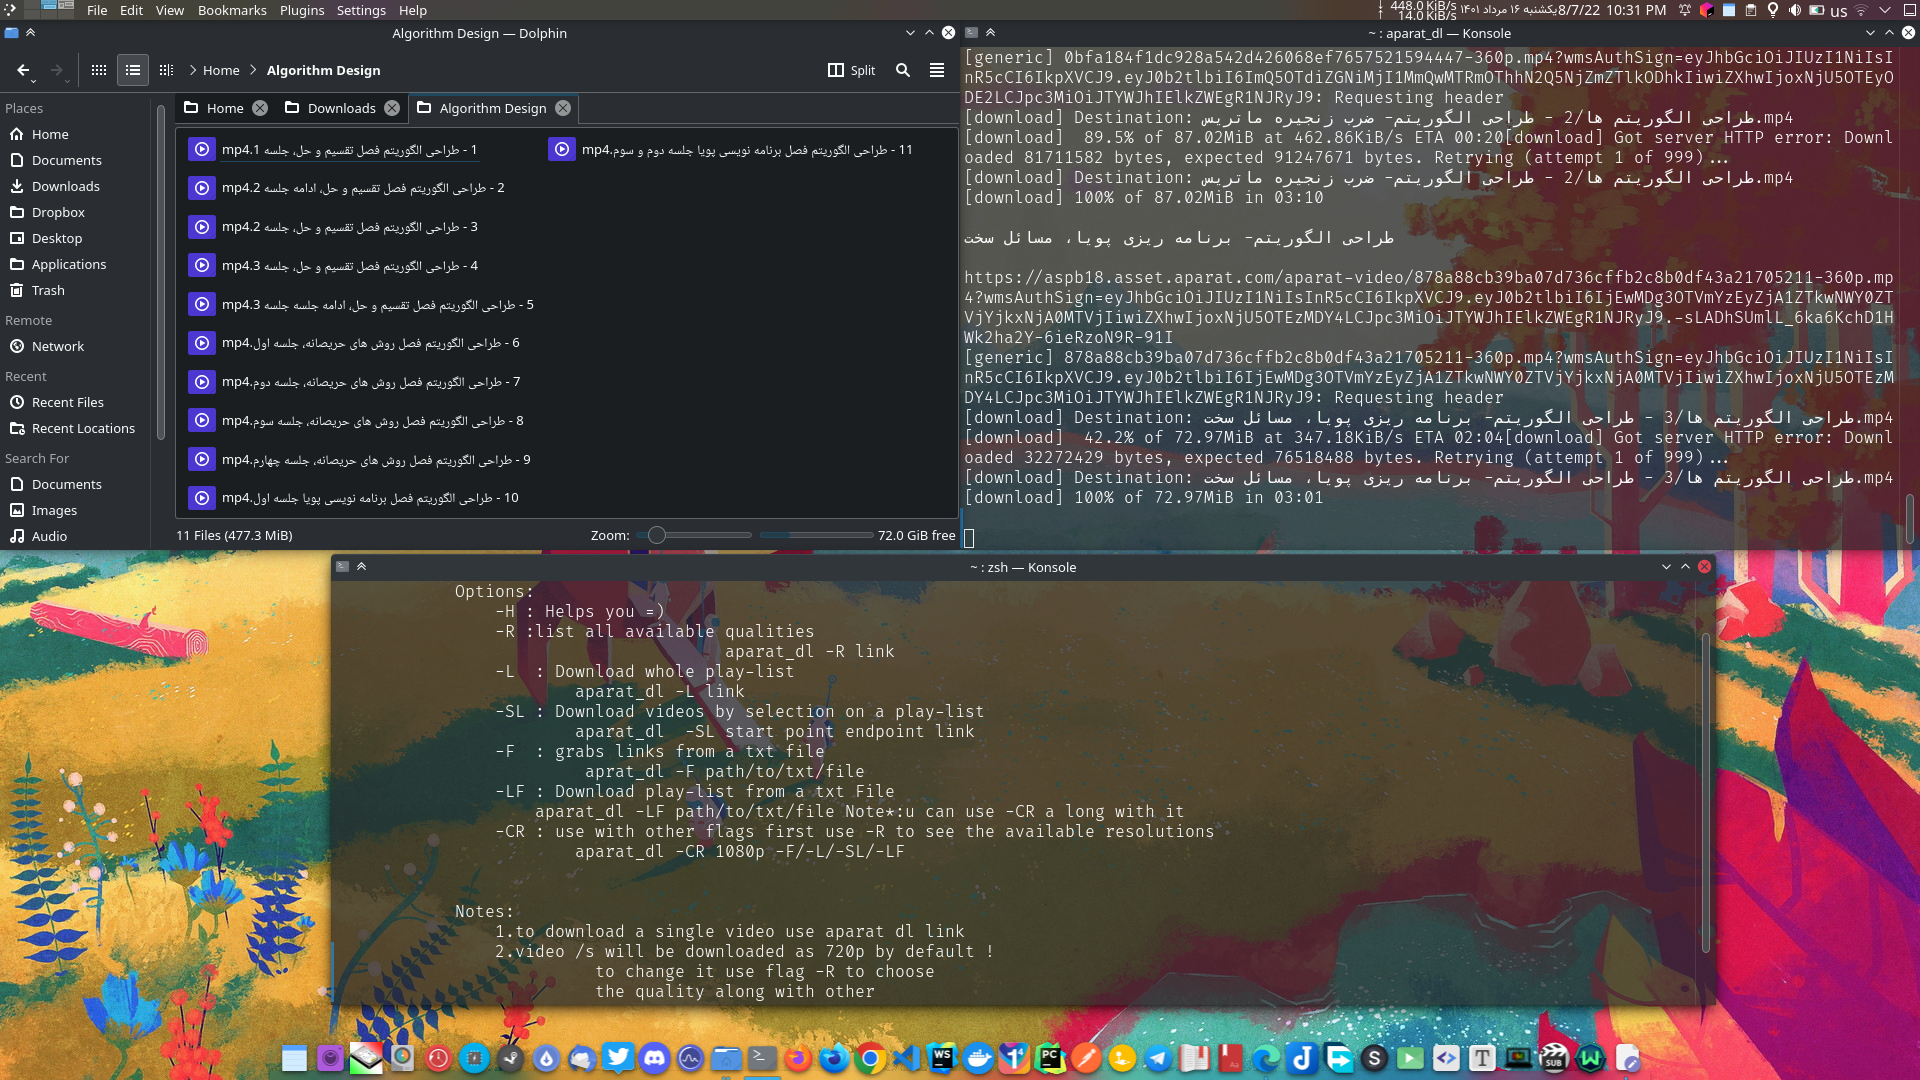 File Edit View Bookmarks Plugins Settings Help
448.0 KiB/s
14.0 KiB/s
یکشنبه ۱۶ مرداد ۱۴۰۱ 8/7/22 10:31 PM us
Algorithm Design — Dolphin
Home Algorithm Design Split
Places
Home
Documents
Downloads
Dropbox
Desktop
Applications
Trash
Remote
Network
Recent
Recent Files
Recent Locations
Search For
Documents
Images
Audio
Home Downloads Algorithm Design
1 - طراحی الگوریتم فصل تقسیم و حل، جلسه 1.mp4
2 - طراحی الگوریتم فصل تقسیم و حل، ادامه جلسه 2.mp4
3 - طراحی الگوریتم فصل تقسیم و حل، جلسه 2.mp4
4 - طراحی الگوریتم فصل تقسیم و حل، جلسه 3.mp4
5 - طراحی الگوریتم فصل تقسیم و حل، ادامه جلسه جلسه 3.mp4
6 - طراحی الگوریتم فصل روش های حریصانه، جلسه اول.mp4
7 - طراحی الگوریتم فصل روش های حریصانه، جلسه دوم.mp4
8 - طراحی الگوریتم فصل روش های حریصانه، جلسه سوم.mp4
9 - طراحی الگوریتم فصل روش های حریصانه، جلسه چهارم.mp4
10 - طراحی الگوریتم فصل برنامه نویسی پویا جلسه اول.mp4
11 - طراحی الگوریتم فصل برنامه نویسی پویا جلسه دوم و سوم.mp4
11 Files (477.3 MiB) Zoom: 72.0 GiB free
~ : aparat_dl — Konsole
[generic] 0bfa184f1dc928a542d426068ef7657521594447-360p.mp4?wmsAuthSign=eyJhbGciOiJIUzI1NiIsI
nR5cCI6IkpXVCJ9.eyJ0b2tlbiI6ImQ5OTdiZGNiMjI1MmQwMTRmOThhN2Q5NjZmZTlkODhkIiwiZXhwIjoxNjU5OTEyO
DE2LCJpc3MiOiJTYWJhIElkZWEgR1NJRyJ9: Requesting header
[download] Destination: طراحی الگوریتم ها/2 - طراحی الگوریتم- ضرب زنجیره ماتریس.mp4
[download]  89.5% of 87.02MiB at 462.86KiB/s ETA 00:20[download] Got server HTTP error: Downl
oaded 81711582 bytes, expected 91247671 bytes. Retrying (attempt 1 of 999)...
[download] Destination: طراحی الگوریتم ها/2 - طراحی الگوریتم- ضرب زنجیره ماتریس.mp4
[download] 100% of 87.02MiB in 03:10
طراحی الگوریتم- برنامه ریزی پویا، مسائل سخت
https://aspb18.asset.aparat.com/aparat-video/878a88cb39ba07d736cffb2c8b0df43a21705211-360p.mp
4?wmsAuthSign=eyJhbGciOiJIUzI1NiIsInR5cCI6IkpXVCJ9.eyJ0b2tlbiI6IjEwMDg3OTVmYzEyZjA1ZTkwNWY0ZT
VjYjkxNjA0MTVjIiwiZXhwIjoxNjU5OTEzMDY4LCJpc3MiOiJTYWJhIElkZWEgR1NJRyJ9.-sLADhSUmlL_6ka6KchD1H
Wk2ha2Y-6ieRzoN9R-91I
[generic] 878a88cb39ba07d736cffb2c8b0df43a21705211-360p.mp4?wmsAuthSign=eyJhbGciOiJIUzI1NiIsI
nR5cCI6IkpXVCJ9.eyJ0b2tlbiI6IjEwMDg3OTVmYzEyZjA1ZTkwNWY0ZTVjYjkxNjA0MTVjIiwiZXhwIjoxNjU5OTEzM
DY4LCJpc3MiOiJTYWJhIElkZWEgR1NJRyJ9: Requesting header
[download] Destination: طراحی الگوریتم ها/3 - طراحی الگوریتم- برنامه ریزی پویا، مسائل سخت.mp4
[download]  42.2% of 72.97MiB at 347.18KiB/s ETA 02:04[download] Got server HTTP error: Downl
oaded 32272429 bytes, expected 76518488 bytes. Retrying (attempt 1 of 999)...
[download] Destination: طراحی الگوریتم ها/3 - طراحی الگوریتم- برنامه ریزی پویا، مسائل سخت.mp4
[download] 100% of 72.97MiB in 03:01
~ : zsh — Konsole
Options:
-H : Helps you =)
-R :list all available qualities
aparat_dl -R link
-L  : Download whole play-list
aparat_dl -L link
-SL : Download videos by selection on a play-list
aparat_dl  -SL start point endpoint link
-F  : grabs links from a txt file
aprat_dl -F path/to/txt/file
-LF : Download play-list from a txt File
aparat_dl -LF path/to/txt/file Note*:u can use -CR a long with it
-CR : use with other flags first use -R to see the available resolutions
aparat_dl -CR 1080p -F/-L/-SL/-LF
Notes:
1.to download a single video use aparat dl link
2.video /s will be downloaded as 720p by default !
to change it use flag -R to choose
the quality along with other
WS PC S T SUB W